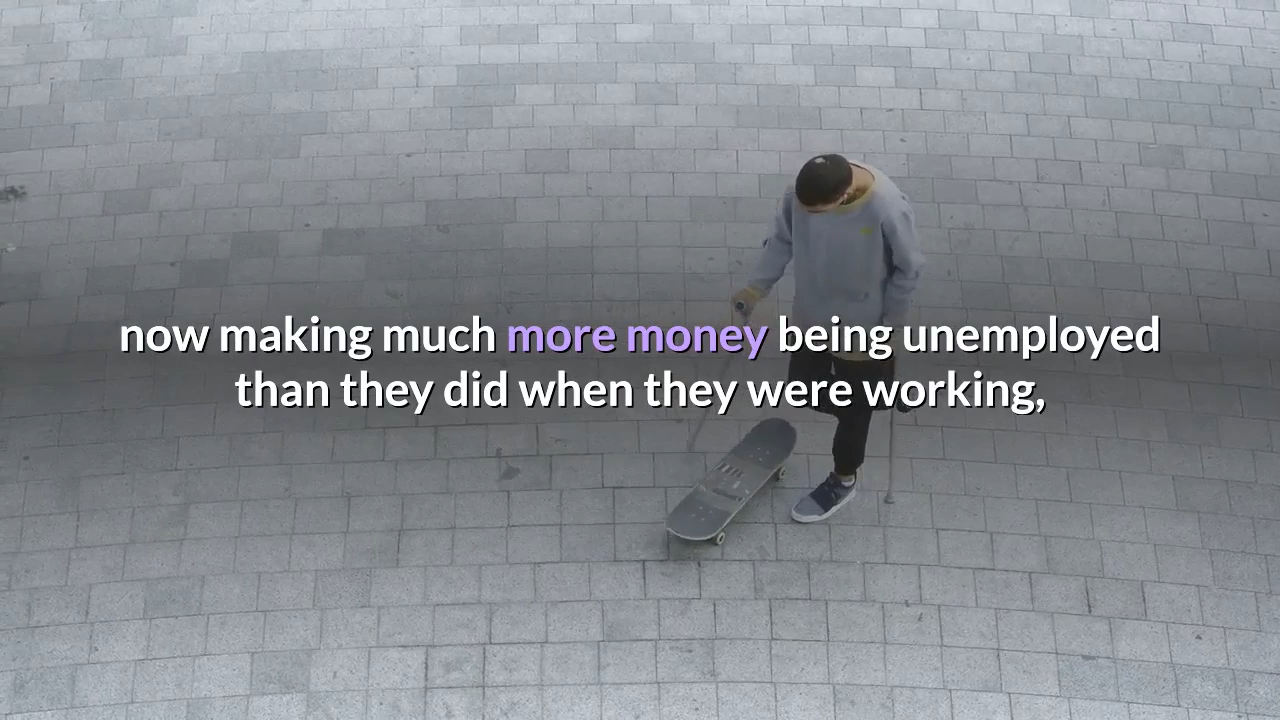 now making much more money being unemployed
than they did when they were working,